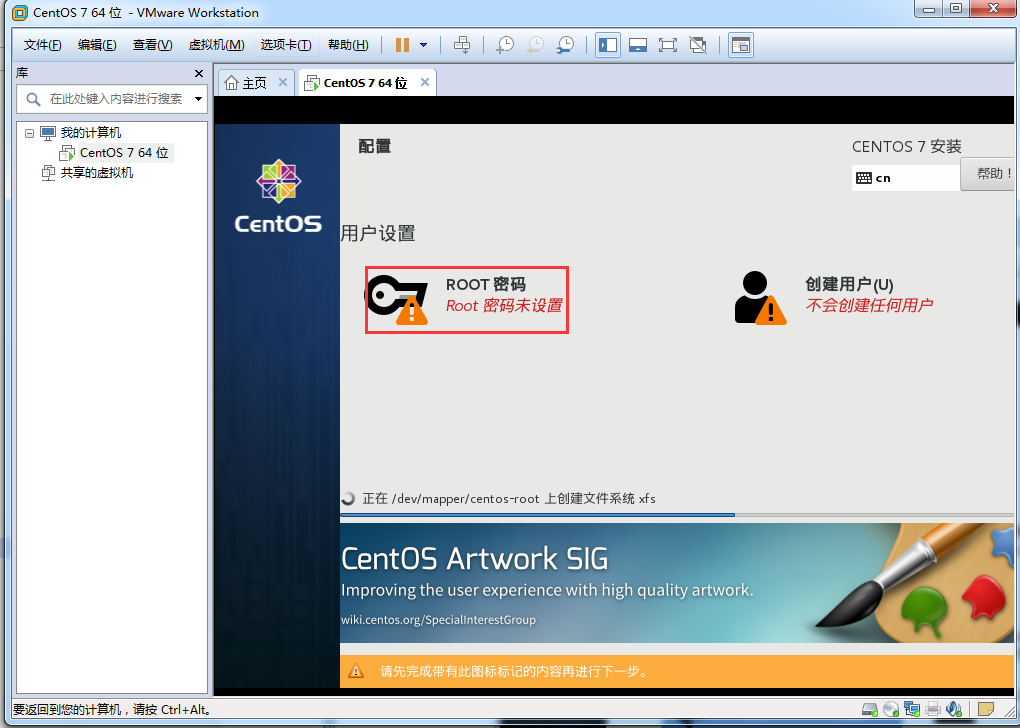 CentOS 7 64 位 - VMware Workstation
文件(F) 编辑(E) 查看(V) 虚拟机(M) 选项卡(T) 帮助(H)
库
在此处键入内容进行搜索
我的计算机
CentOS 7 64 位
共享的虚拟机
主页
CentOS 7 64 位
CentOS
配置
CENTOS 7 安装
cn
帮助！
用户设置
ROOT 密码
Root 密码未设置
创建用户(U)
不会创建任何用户
正在 /dev/mapper/centos-root 上创建文件系统 xfs
CentOS Artwork SIG
Improving the user experience with high quality artwork.
wiki.centos.org/SpecialInterestGroup
请先完成带有此图标标记的内容再进行下一步。
要返回到您的计算机，请按 Ctrl+Alt。